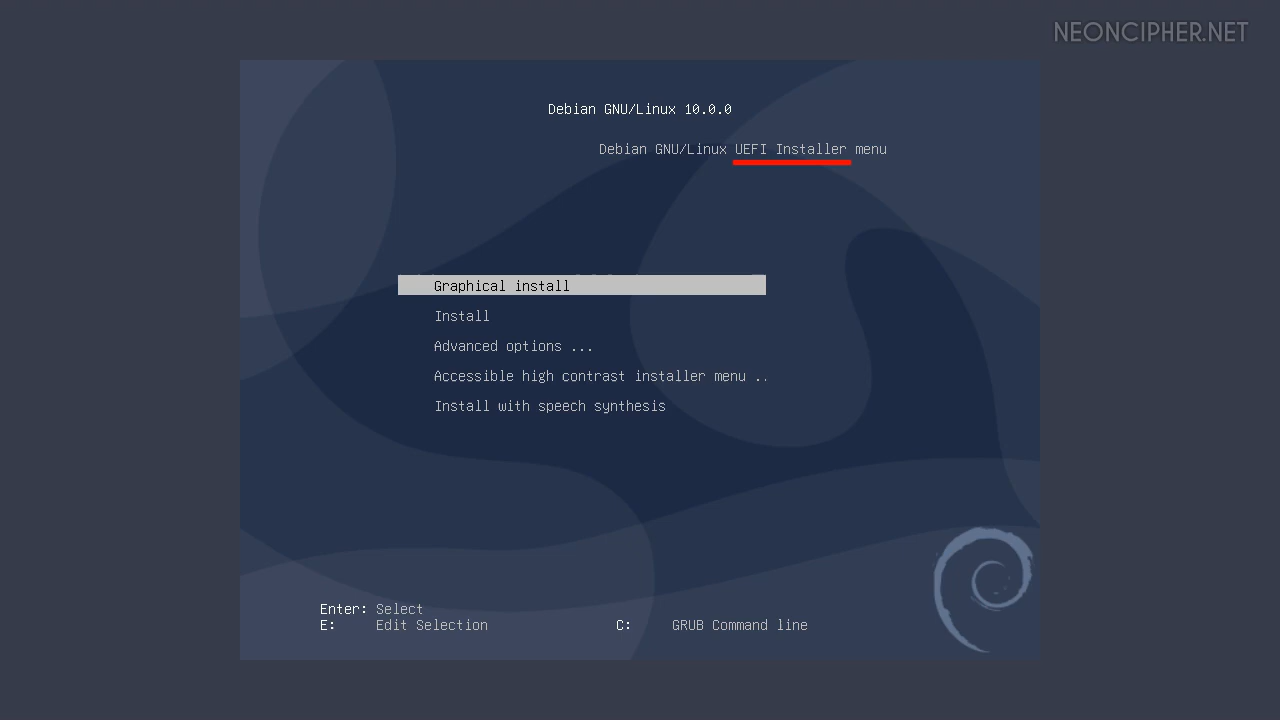 NEONCIPHER.NET
Debian GNU/Linux 10.0.0
Debian GNU/Linux UEFI Installer menu
Graphical install
Install
Advanced options ...
Accessible high contrast installer menu ..
Install with speech synthesis
Enter: Select
E: Edit Selection C: GRUB Command line